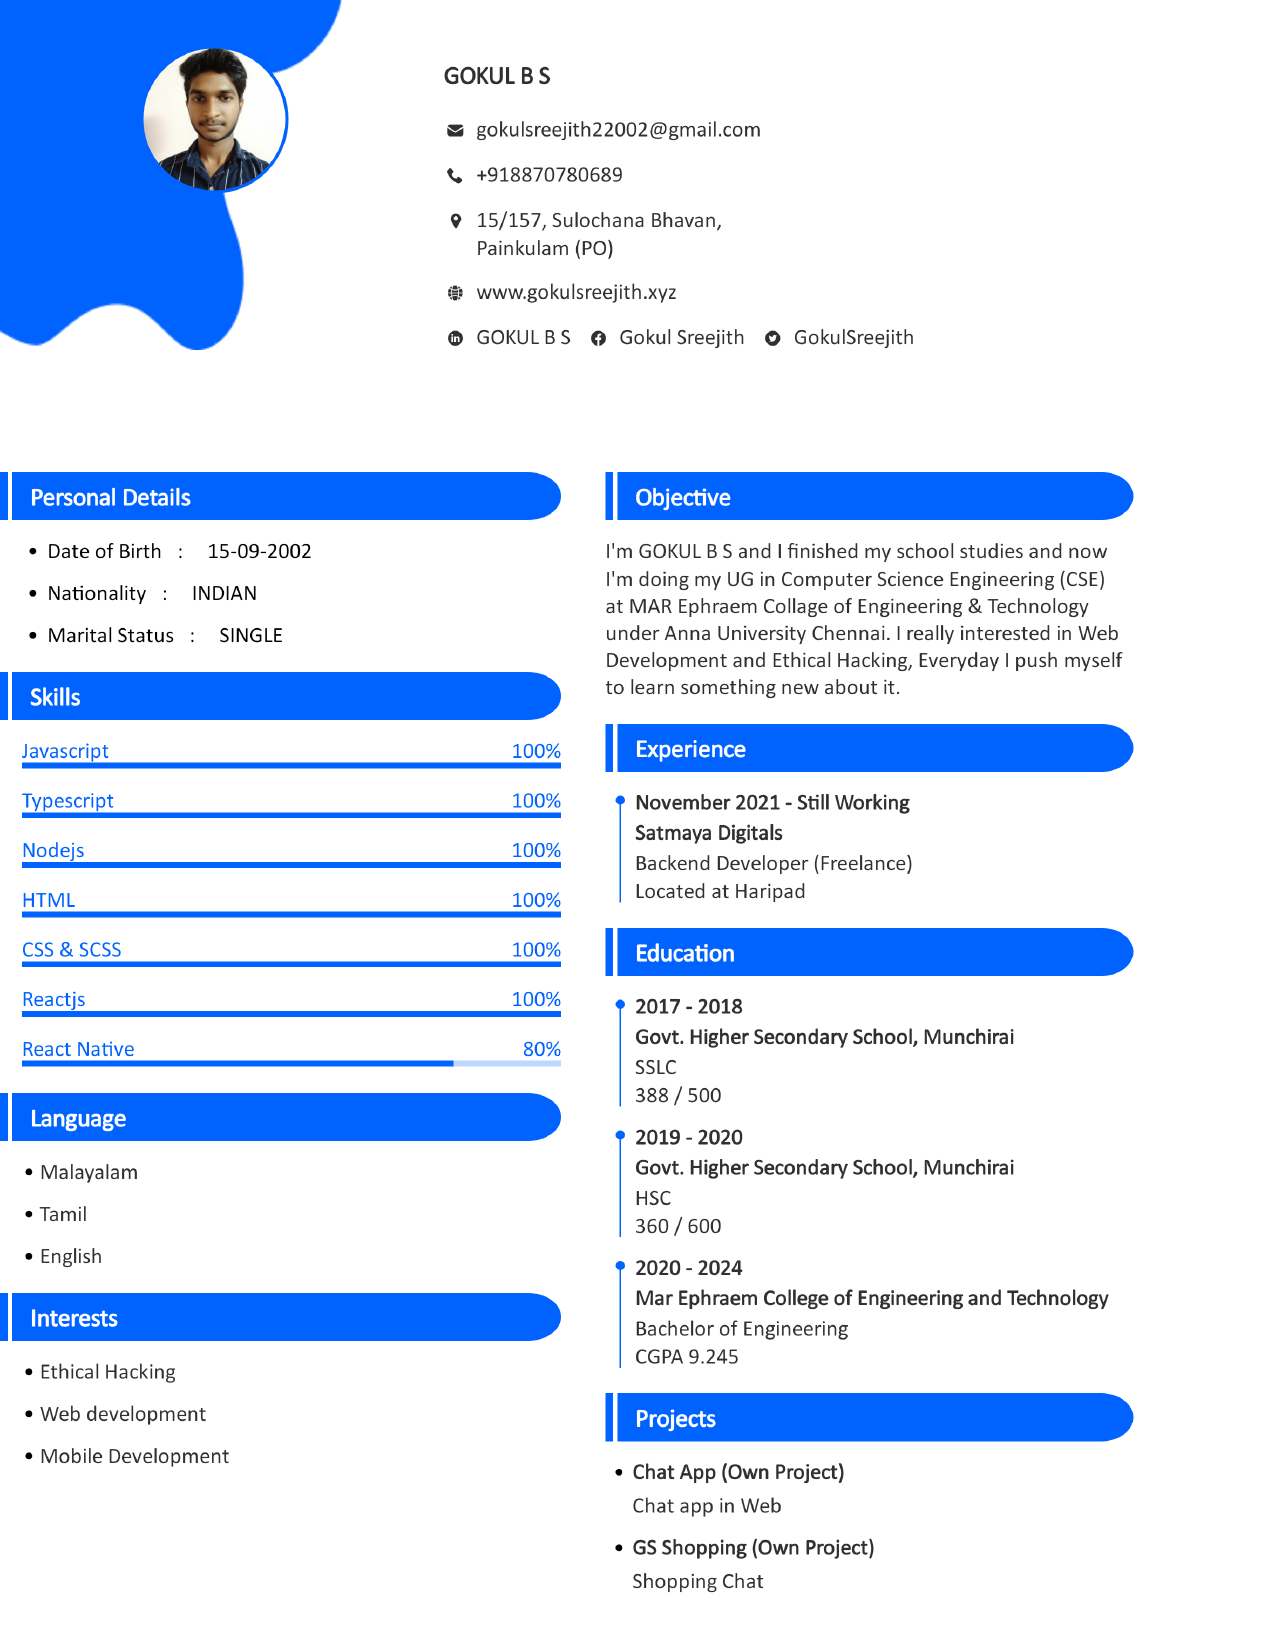 GOKUL B S
gokulsreejith22002@gmail.com
+918870780689
15/157, Sulochana Bhavan,
Painkulam (PO)
www.gokulsreejith.xyz
GOKUL B S Gokul Sreejith GokulSreejith
Personal Details
• Date of Birth : 15-09-2002
• Nationality : INDIAN
• Marital Status : SINGLE
Skills
Javascript 100%
Typescript 100%
Nodejs 100%
HTML 100%
CSS & SCSS 100%
Reactjs 100%
React Native 80%
Language
• Malayalam
• Tamil
• English
Interests
• Ethical Hacking
• Web development
• Mobile Development
Objective
I'm GOKUL B S and I finished my school studies and now
I'm doing my UG in Computer Science Engineering (CSE)
at MAR Ephraem Collage of Engineering & Technology
under Anna University Chennai. I really interested in Web
Development and Ethical Hacking, Everyday I push myself
to learn something new about it.
Experience
November 2021 - Still Working
Satmaya Digitals
Backend Developer (Freelance)
Located at Haripad
Education
2017 - 2018
Govt. Higher Secondary School, Munchirai
SSLC
388 / 500
2019 - 2020
Govt. Higher Secondary School, Munchirai
HSC
360 / 600
2020 - 2024
Mar Ephraem College of Engineering and Technology
Bachelor of Engineering
CGPA 9.245
Projects
• Chat App (Own Project)
Chat app in Web
• GS Shopping (Own Project)
Shopping Chat